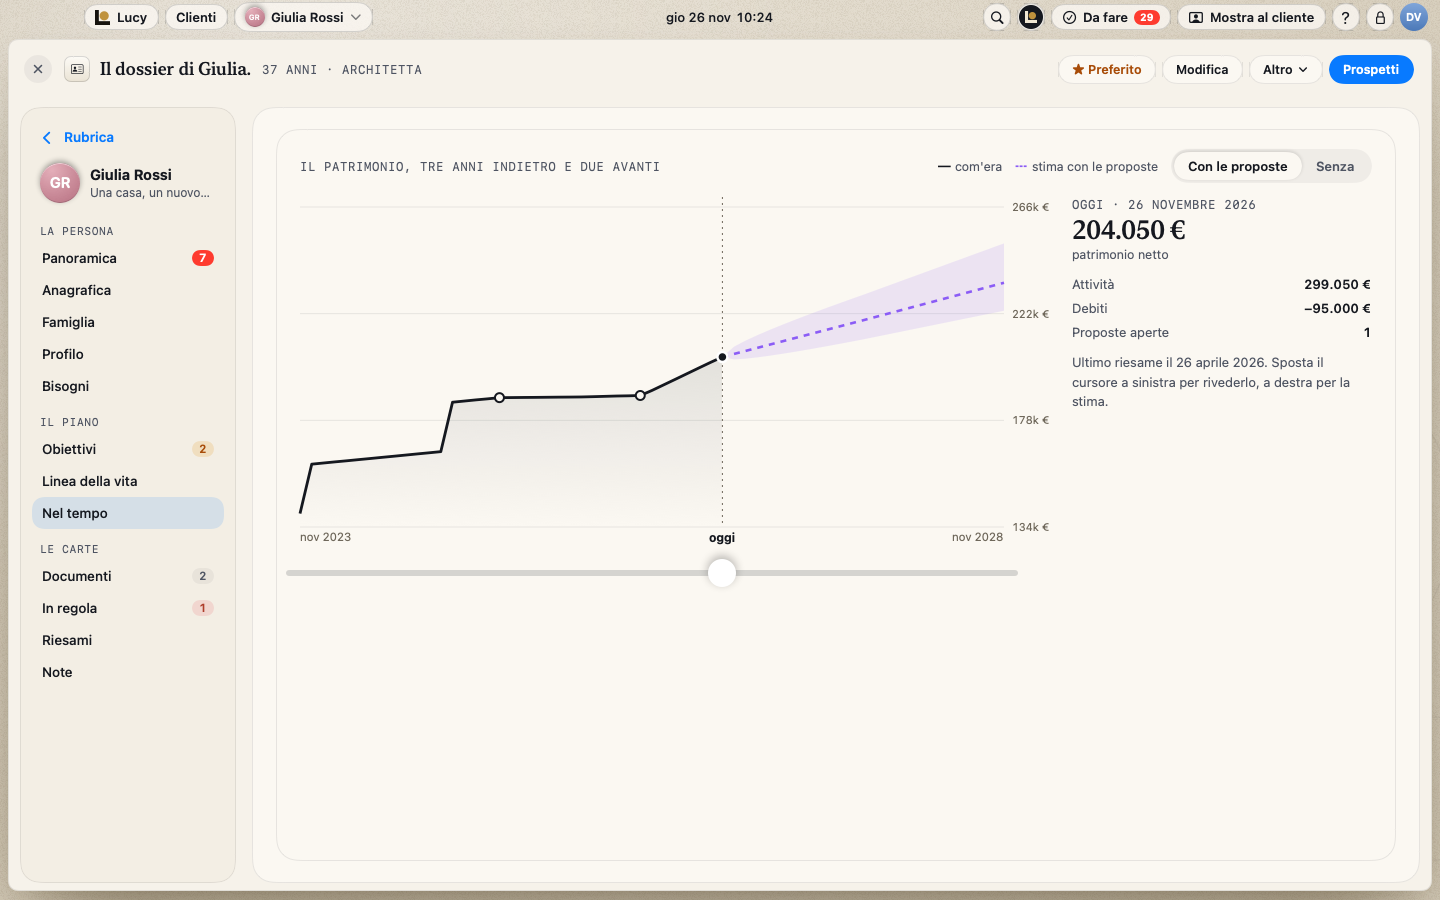 Lucy
Clienti
GR Giulia Rossi
gio 26 nov 10:24
Da fare 29
Mostra al cliente
?
DV
Il dossier di Giulia. 37 ANNI · ARCHITETTA
Preferito
Modifica
Altro
Prospetti
Rubrica
GR
Giulia Rossi
Una casa, un nuovo…
LA PERSONA
Panoramica 7
Anagrafica
Famiglia
Profilo
Bisogni
IL PIANO
Obiettivi 2
Linea della vita
Nel tempo
LE CARTE
Documenti 2
In regola 1
Riesami
Note
IL PATRIMONIO, TRE ANNI INDIETRO E DUE AVANTI
com'era
stima con le proposte
Con le proposte
Senza
266k €
222k €
178k €
134k €
nov 2023
oggi
nov 2028
OGGI · 26 NOVEMBRE 2026
204.050 €
patrimonio netto
Attività 299.050 €
Debiti −95.000 €
Proposte aperte 1
Ultimo riesame il 26 aprile 2026. Sposta il
cursore a sinistra per rivederlo, a destra per la
stima.